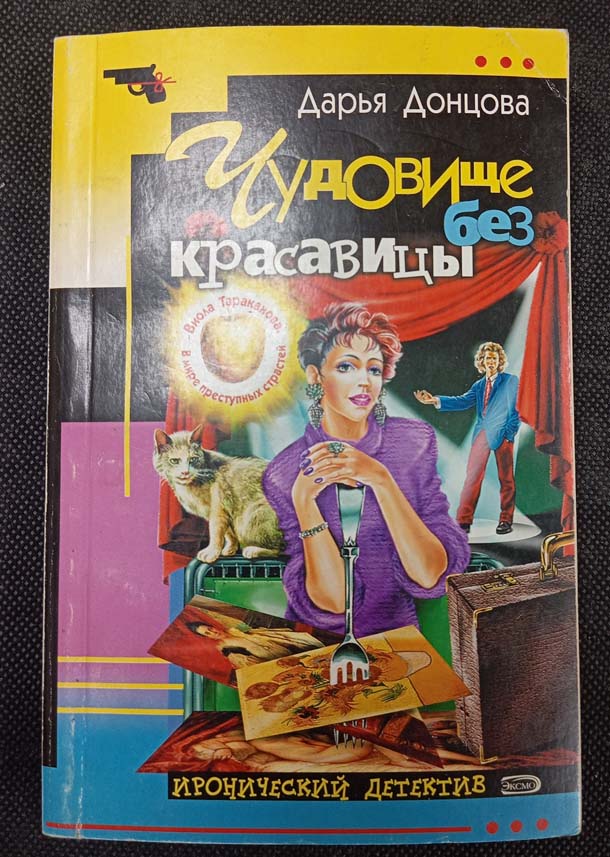 Дарья Донцова
Чудовище
без
красавицы
Виола Тараканова
В мире преступных страстей
ИРОНИЧЕСКИЙ ДЕТЕКТИВ
ЭКСМО